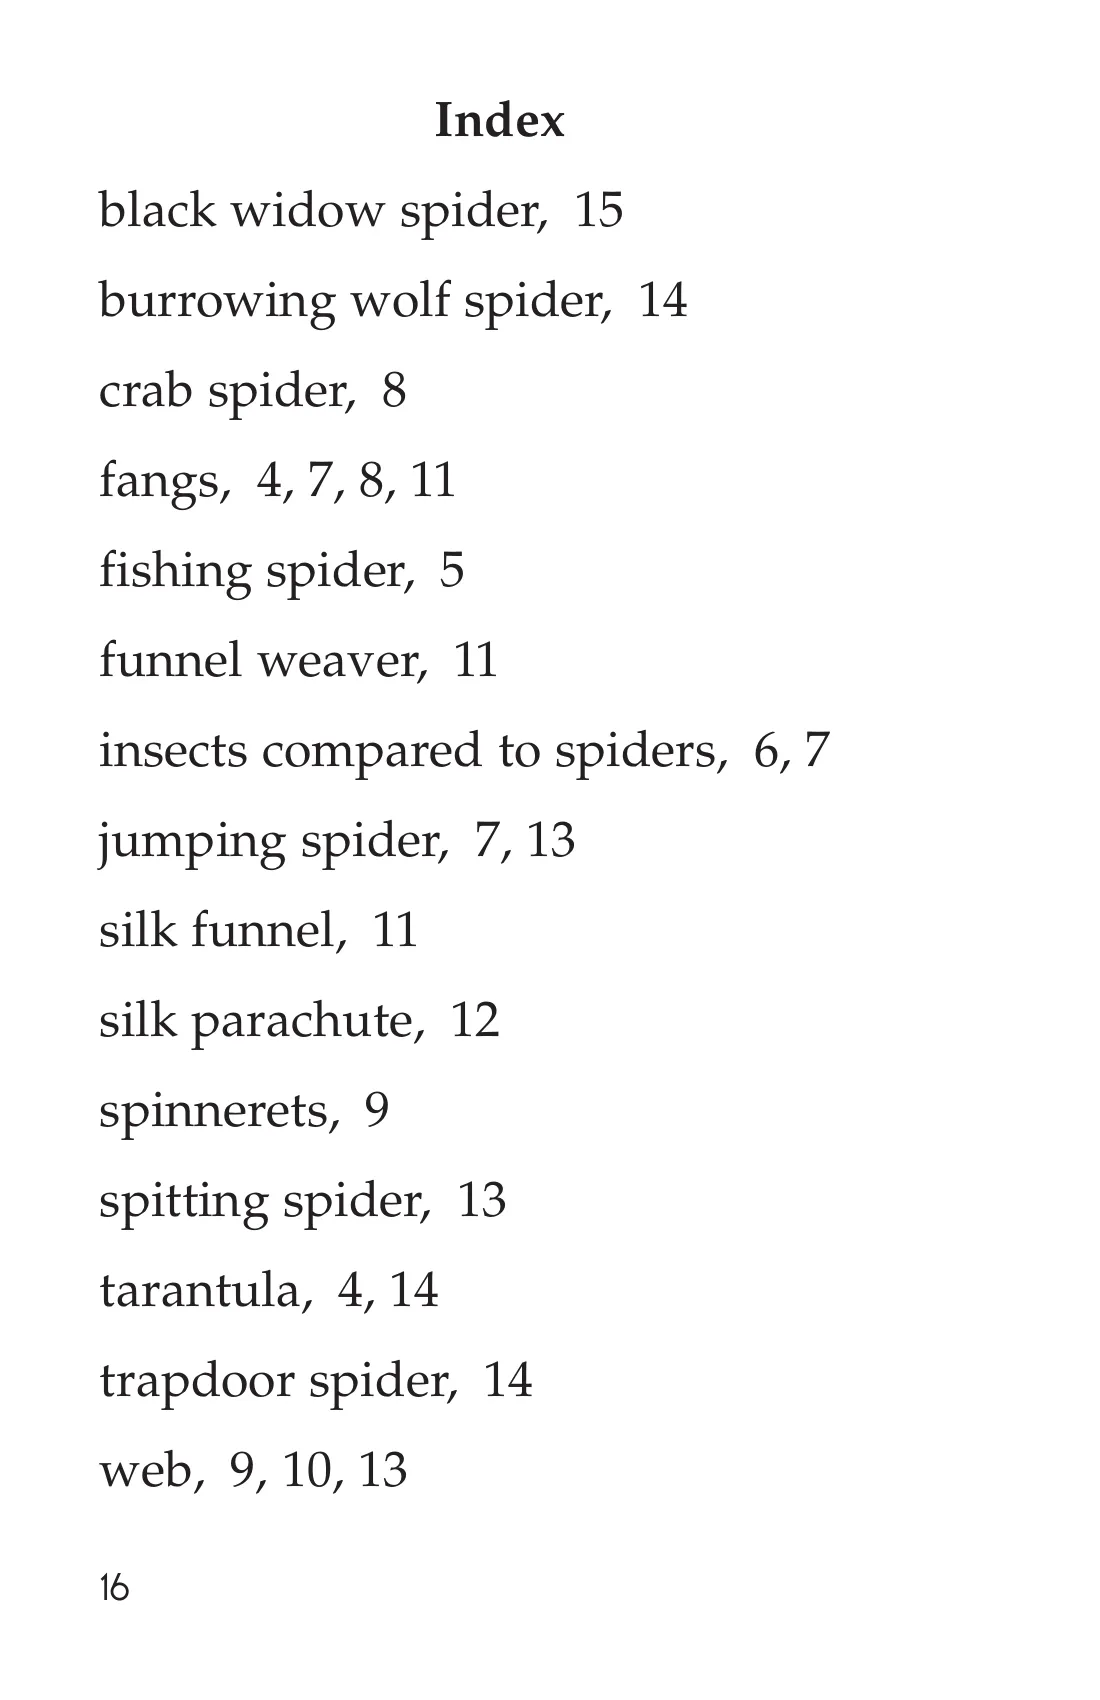 Index
black widow spider, 15
burrowing wolf spider, 14
crab spider, 8
fangs, 4, 7, 8, 11
fishing spider, 5
funnel weaver, 11
insects compared to spiders, 6, 7
jumping spider, 7, 13
silk funnel, 11
silk parachute, 12
spinnerets, 9
spitting spider, 13
tarantula, 4, 14
trapdoor spider, 14
web, 9, 10, 13
16